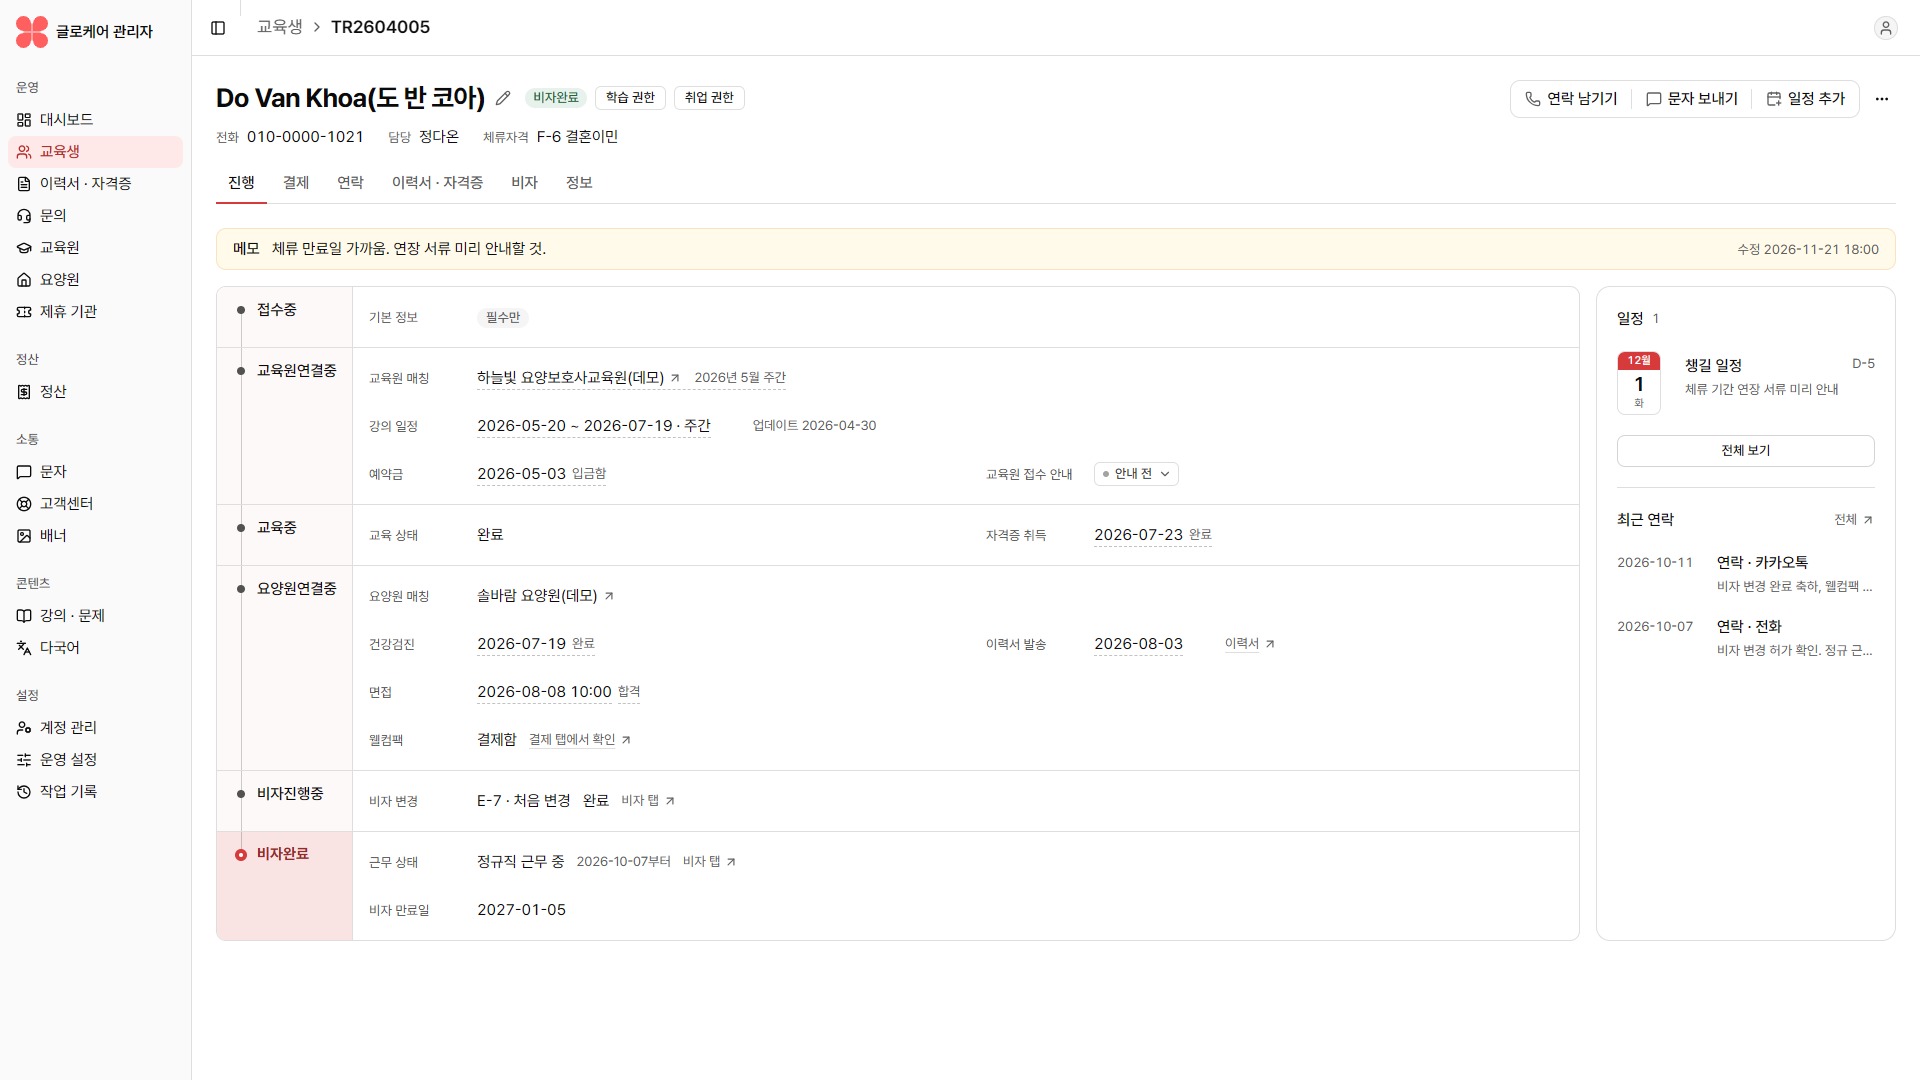 글로케어 관리자
운영
대시보드
교육생
이력서 · 자격증
문의
교육원
요양원
제휴 기관
정산
정산
소통
문자
고객센터
배너
콘텐츠
강의 · 문제
다국어
설정
계정 관리
운영 설정
작업 기록
교육생 > TR2604005
Do Van Khoa(도 반 코아) 비자완료 학습 권한 취업 권한
연락 남기기 문자 보내기 일정 추가
전화 010-0000-1021 담당 정다온 체류자격 F-6 결혼이민
진행 결제 연락 이력서 · 자격증 비자 정보
메모 체류 만료일 가까움. 연장 서류 미리 안내할 것. 수정 2026-11-21 18:00
접수중
기본 정보 필수만
교육원연결중
교육원 매칭 하늘빛 요양보호사교육원(데모) 2026년 5월 주간
강의 일정 2026-05-20 ~ 2026-07-19 · 주간 업데이트 2026-04-30
예약금 2026-05-03 입금함 교육원 접수 안내 안내 전
교육중
교육 상태 완료 자격증 취득 2026-07-23 완료
요양원연결중
요양원 매칭 솔바람 요양원(데모)
건강검진 2026-07-19 완료 이력서 발송 2026-08-03 이력서
면접 2026-08-08 10:00 합격
웰컴팩 결제함 결제 탭에서 확인
비자진행중
비자 변경 E-7 · 처음 변경 완료 비자 탭
비자완료
근무 상태 정규직 근무 중 2026-10-07부터 비자 탭
비자 만료일 2027-01-05
일정 1
12월
1
화
챙길 일정 D-5
체류 기간 연장 서류 미리 안내
전체 보기
최근 연락 전체
2026-10-11 연락 · 카카오톡
비자 변경 완료 축하, 웰컴팩 ...
2026-10-07 연락 · 전화
비자 변경 허가 확인. 정규 근...